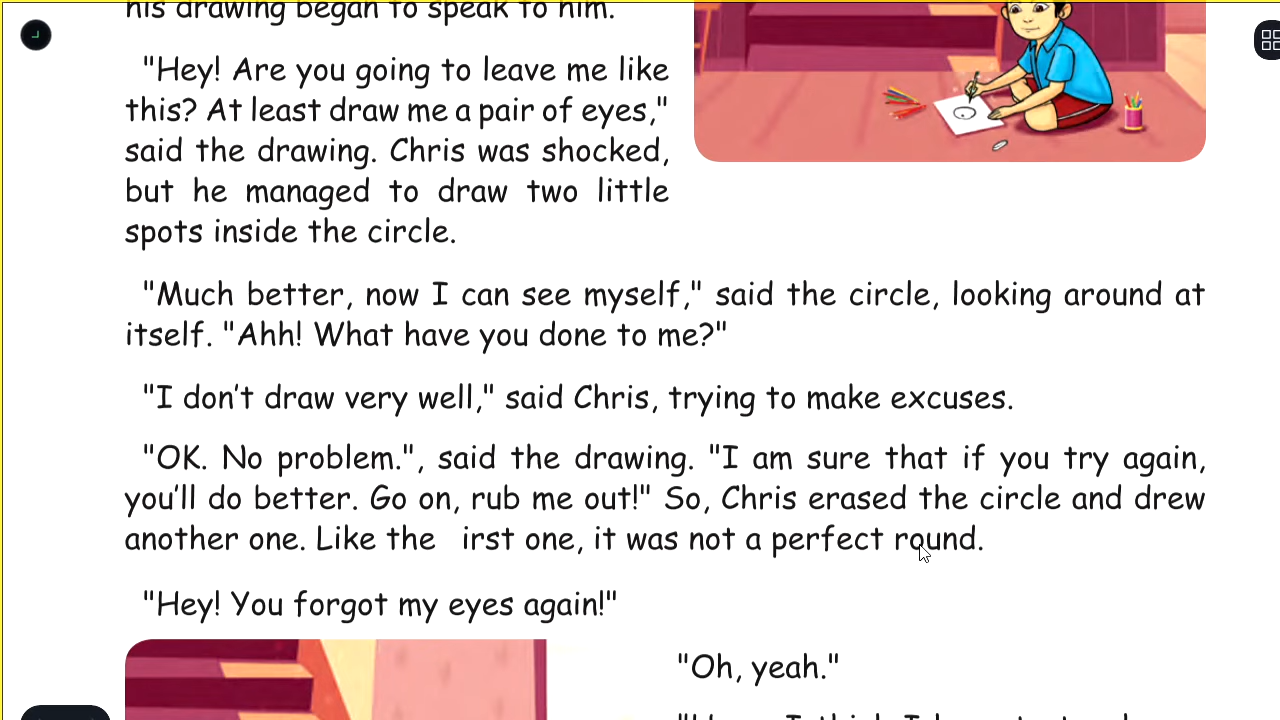 his drawing began to speak to him.
"Hey! Are you going to leave me like
this? At least draw me a pair of eyes,"
said the drawing. Chris was shocked,
but he managed to draw two little
spots inside the circle.
"Much better, now I can see myself," said the circle, looking around at
itself. "Ahh! What have you done to me?"
"I don't draw very well," said Chris, trying to make excuses.
"OK. No problem.", said the drawing. "I am sure that if you try again,
you'll do better. Go on, rub me out!" So, Chris erased the circle and drew
another one. Like the irst one, it was not a perfect round.
"Hey! You forgot my eyes again!"
"Oh, yeah."